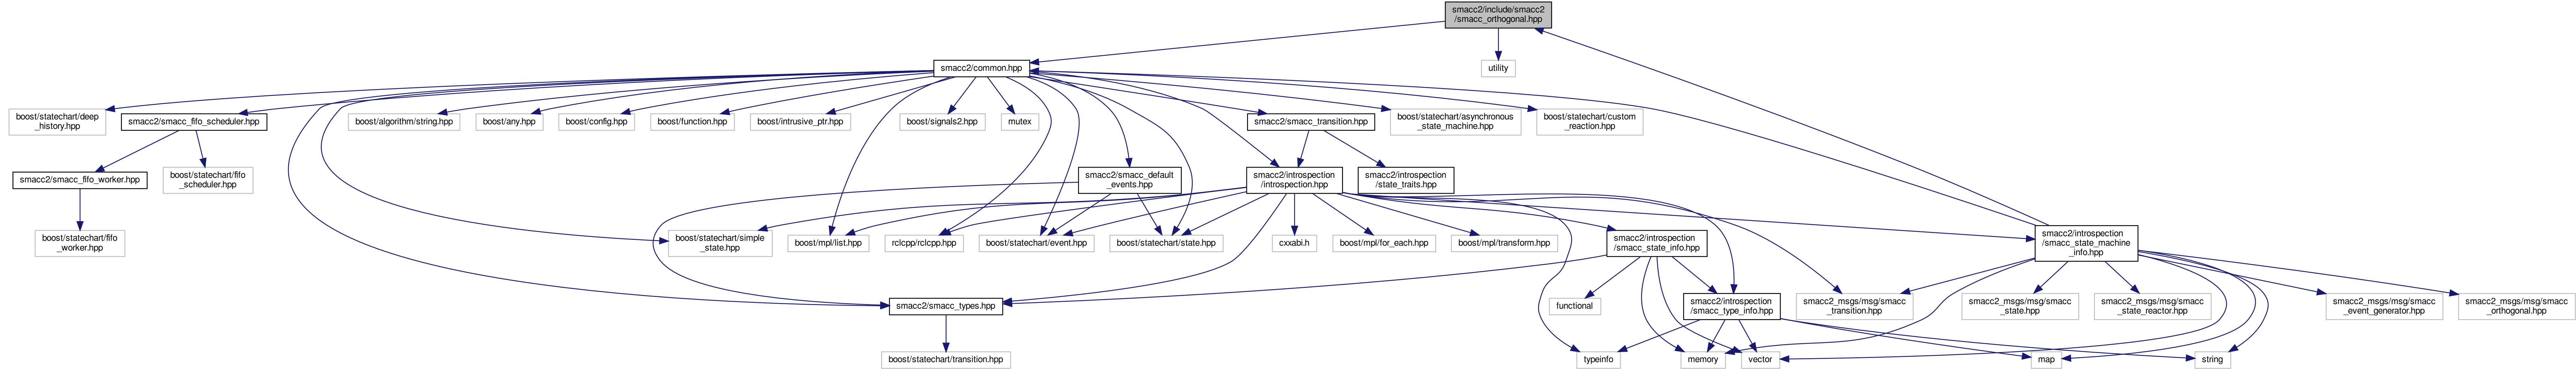 smacc2/include/smacc2
/smacc_orthogonal.hpp
smacc2/common.hpp
utility
boost/statechart/deep
_history.hpp
smacc2/smacc_fifo_scheduler.hpp
boost/algorithm/string.hpp
boost/any.hpp
boost/config.hpp
boost/function.hpp
boost/intrusive_ptr.hpp
boost/signals2.hpp
mutex
smacc2/smacc_transition.hpp
boost/statechart/asynchronous
_state_machine.hpp
boost/statechart/custom
_reaction.hpp
smacc2/smacc_fifo_worker.hpp
boost/statechart/fifo
_scheduler.hpp
smacc2/smacc_default
_events.hpp
smacc2/introspection
/introspection.hpp
smacc2/introspection
/state_traits.hpp
boost/statechart/fifo
_worker.hpp
boost/statechart/simple
_state.hpp
boost/mpl/list.hpp
rclcpp/rclcpp.hpp
boost/statechart/event.hpp
boost/statechart/state.hpp
cxxabi.h
boost/mpl/for_each.hpp
boost/mpl/transform.hpp
smacc2/introspection
/smacc_state_info.hpp
smacc2/introspection
/smacc_state_machine
_info.hpp
smacc2/smacc_types.hpp
functional
smacc2/introspection
/smacc_type_info.hpp
smacc2_msgs/msg/smacc
_transition.hpp
smacc2_msgs/msg/smacc
_state.hpp
smacc2_msgs/msg/smacc
_state_reactor.hpp
smacc2_msgs/msg/smacc
_event_generator.hpp
smacc2_msgs/msg/smacc
_orthogonal.hpp
boost/statechart/transition.hpp
typeinfo
memory
vector
map
string